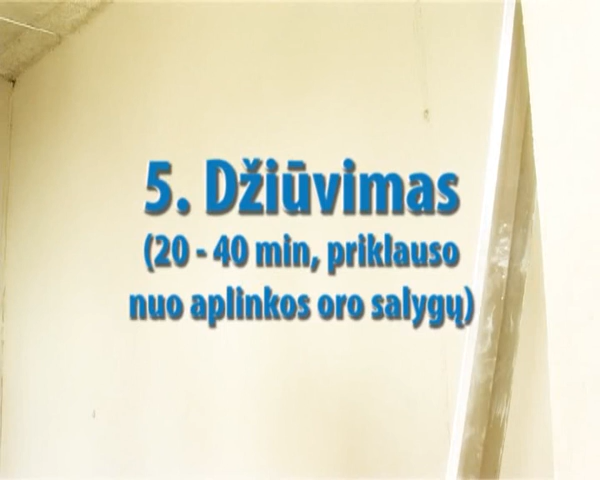 5. Džiūvimas
(20 - 40 min, priklauso
nuo aplinkos oro salygų)